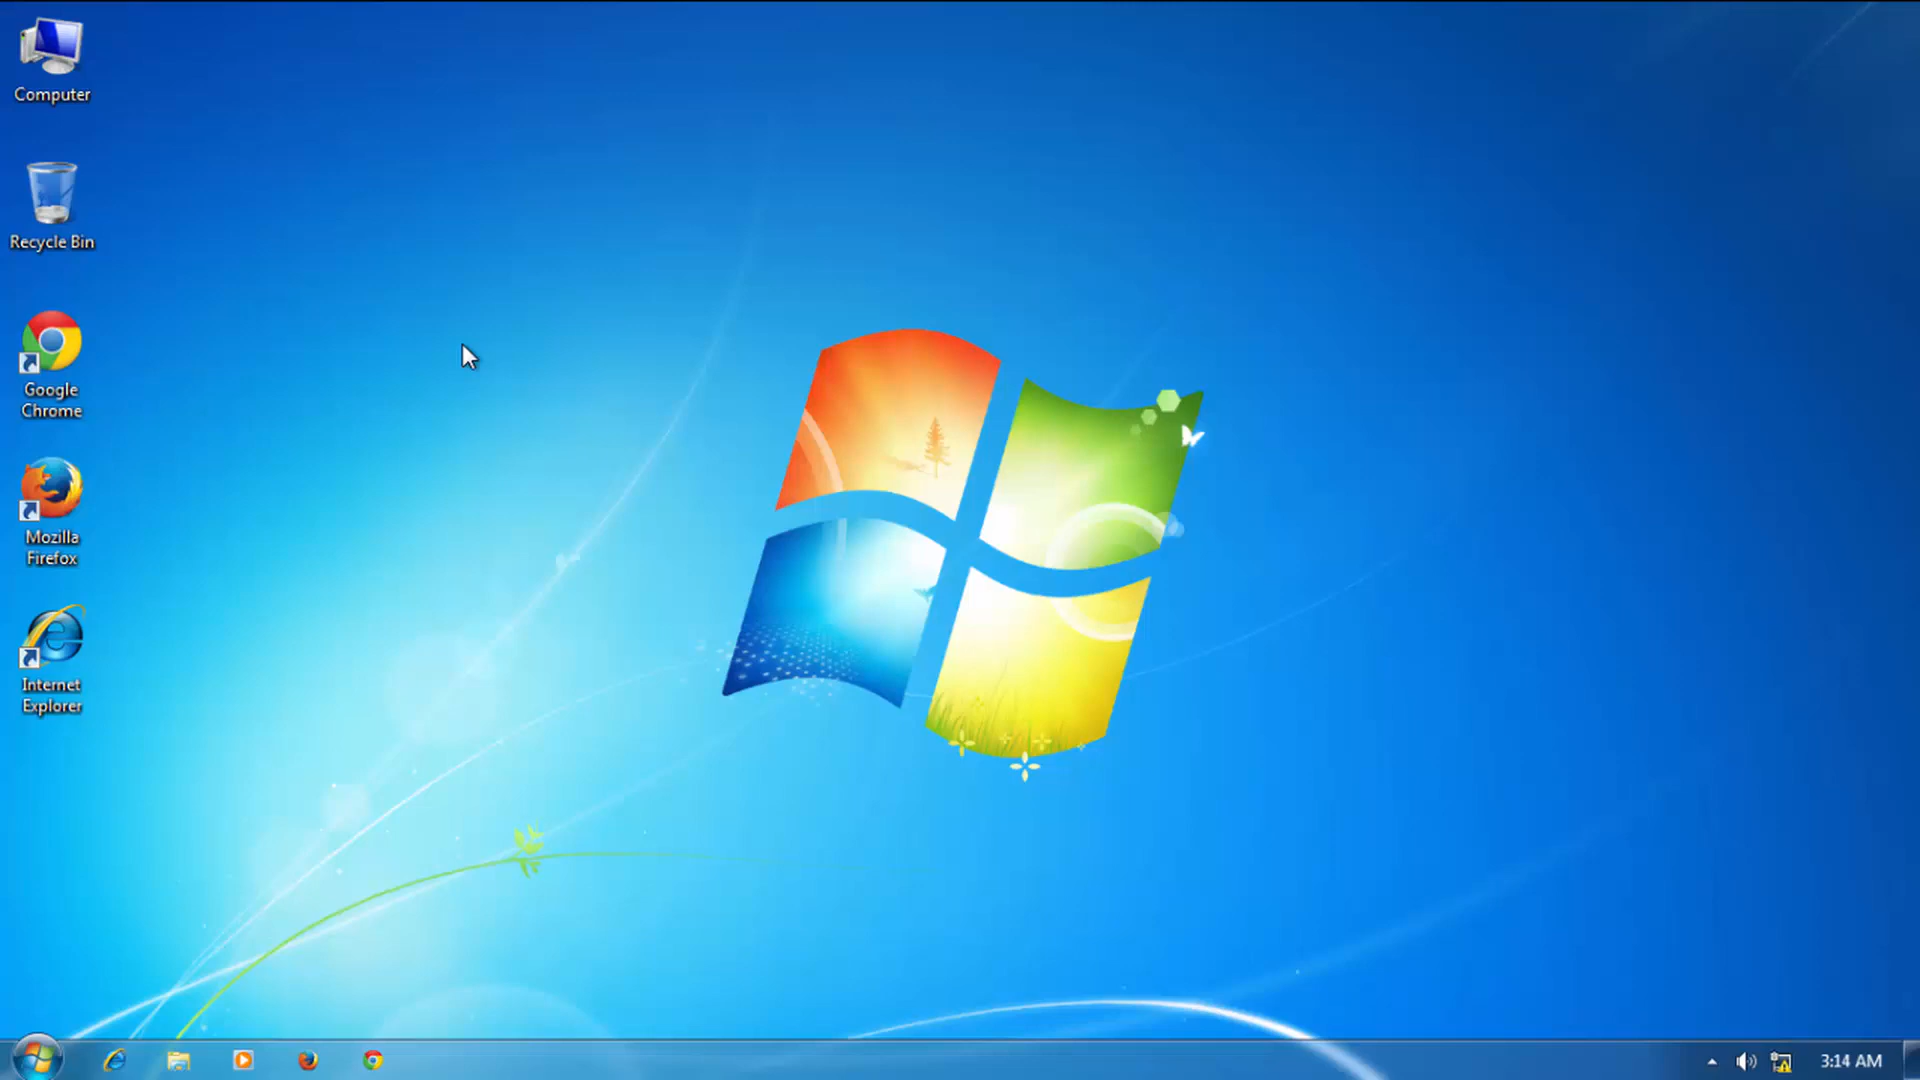 Computer
Recycle Bin
Google
Chrome
Mozilla
Firefox
Internet
Explorer
3:14 AM